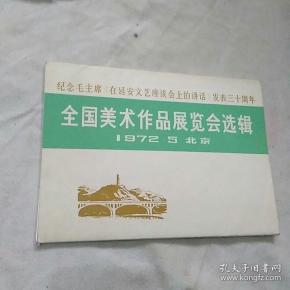 纪念毛主席《在延安文艺座谈会上的讲话》发表三十周年
全国美术作品展览会选辑
1972 5 北京
孔夫子旧书网